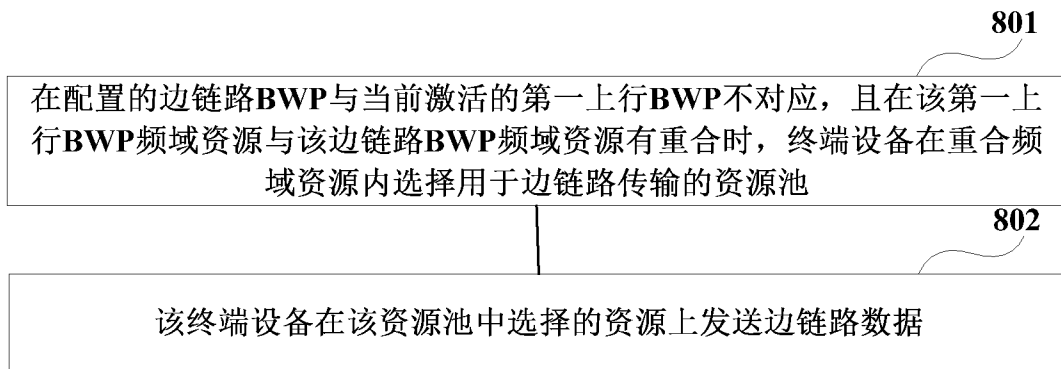 801
在配置的边链路BWP与当前激活的第一上行BWP不对应，且在该第一上
行BWP频域资源与该边链路BWP频域资源有重合时，终端设备在重合频
域资源内选择用于边链路传输的资源池
802
该终端设备在该资源池中选择的资源上发送边链路数据